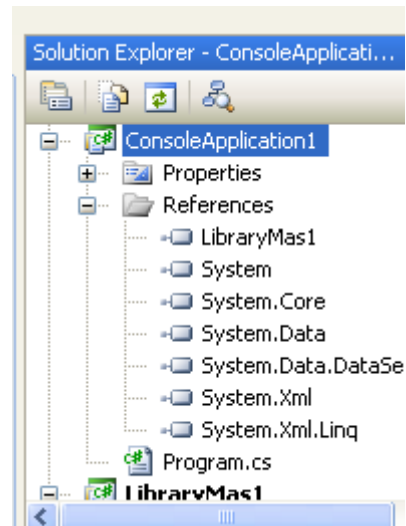 Solution Explorer - ConsoleApplicati...
ConsoleApplication1
Properties
References
LibraryMas1
System
System.Core
System.Data
System.Data.DataSe
System.Xml
System.Xml.Linq
Program.cs
LibraryMas1